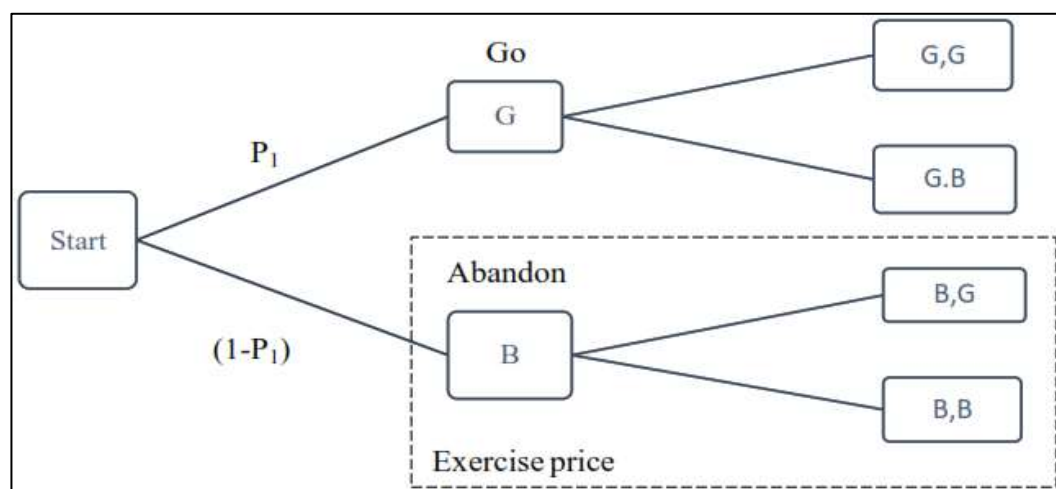 Go
G,G
G
P₁
G.B
Start
Abandon
B,G
B
(1-P₁)
B,B
Exercise price